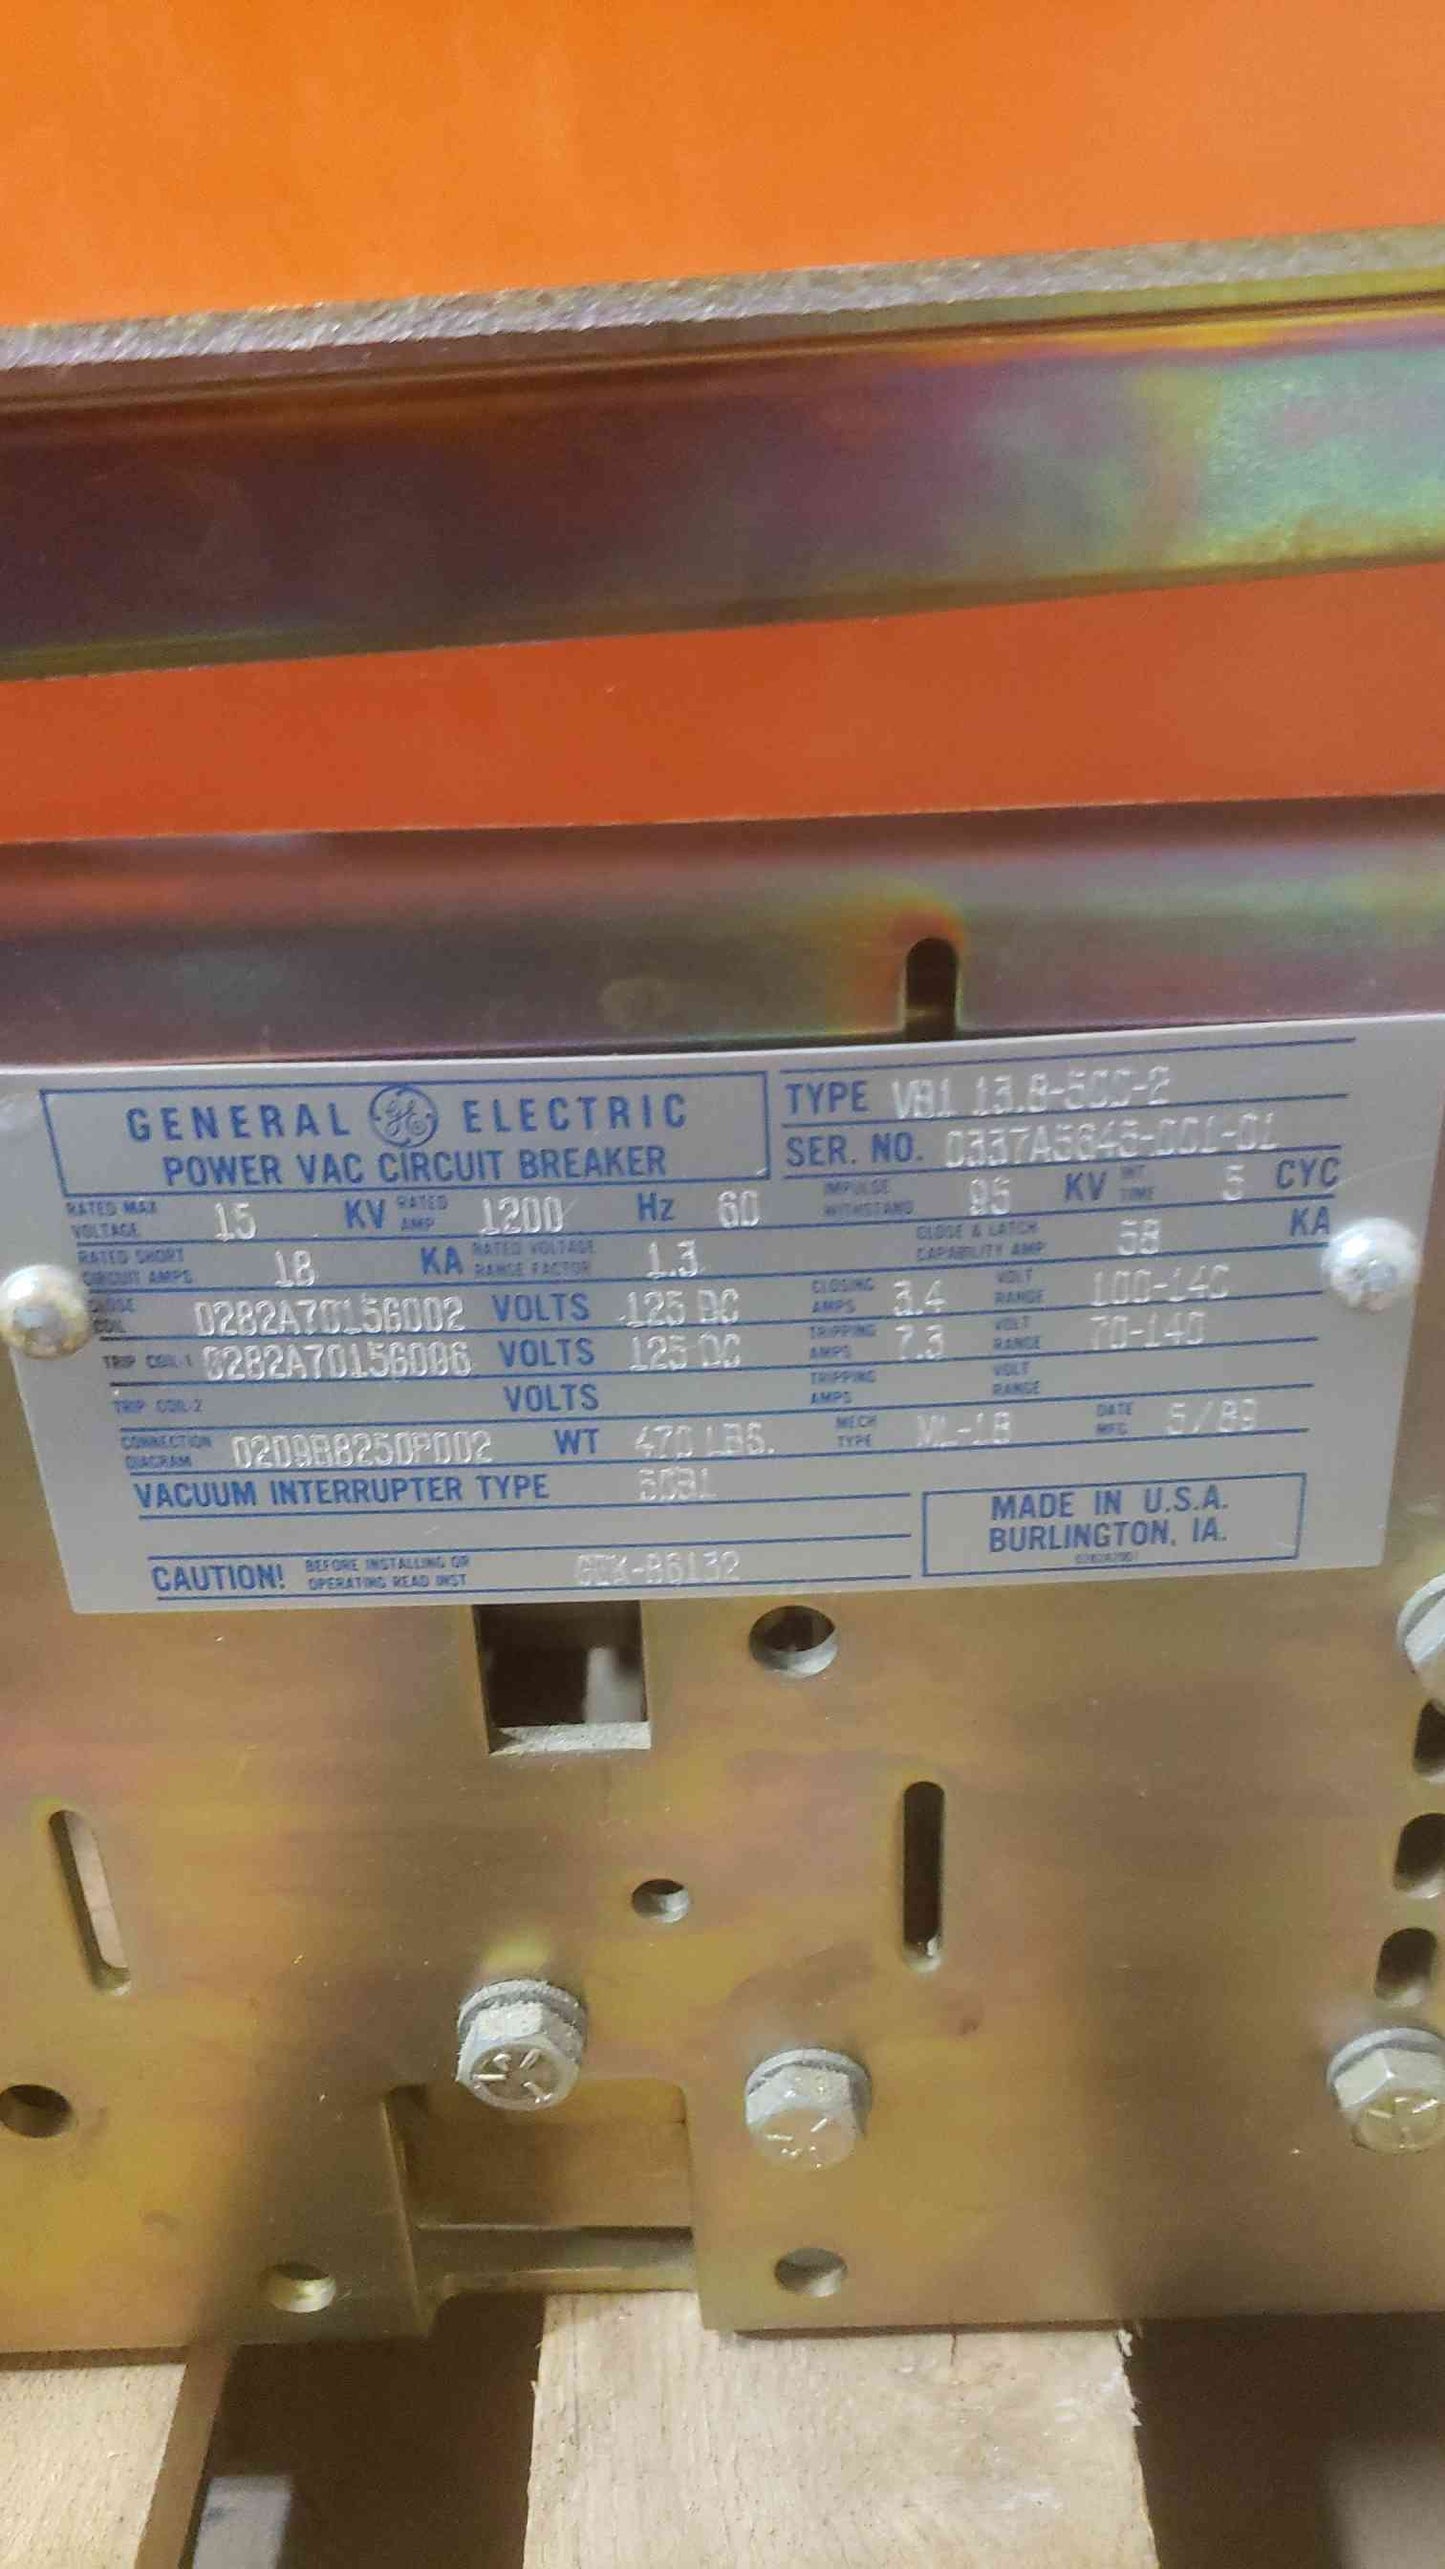 GENERAL GE ELECTRIC
POWER VAC CIRCUIT BREAKER
TYPE VB1 13.8-500-2
SER. NO. 0337A5645-001-01
RATED MAX VOLTAGE 15 KV RATED AMP 1200 Hz 60 IMPULSE WITHSTAND 95 KV INT. TIME 5 CYC
RATED SHORT CIRCUIT AMPS 18 KA RATED VOLTAGE RANGE FACTOR 1.3 CLOSE & LATCH CAPABILITY AMP 58 KA
CLOSE COIL 0282A7015G002 VOLTS 125 DC CLOSING AMPS 3.4 VOLT RANGE 100-140
TRIP COIL-1 0282A7015G006 VOLTS 125 DC TRIPPING AMPS 7.3 VOLT RANGE 70-140
TRIP COIL-2 VOLTS TRIPPING AMPS VOLT RANGE
CONNECTION DIAGRAM 0209B8250P002 WT 470 LBS. MECH TYPE ML-18 DATE MFG 5/89
VACUUM INTERRUPTER TYPE
MADE IN U.S.A.
BURLINGTON, IA.
CAUTION! BEFORE INSTALLING OR OPERATING READ INST GEK-86132